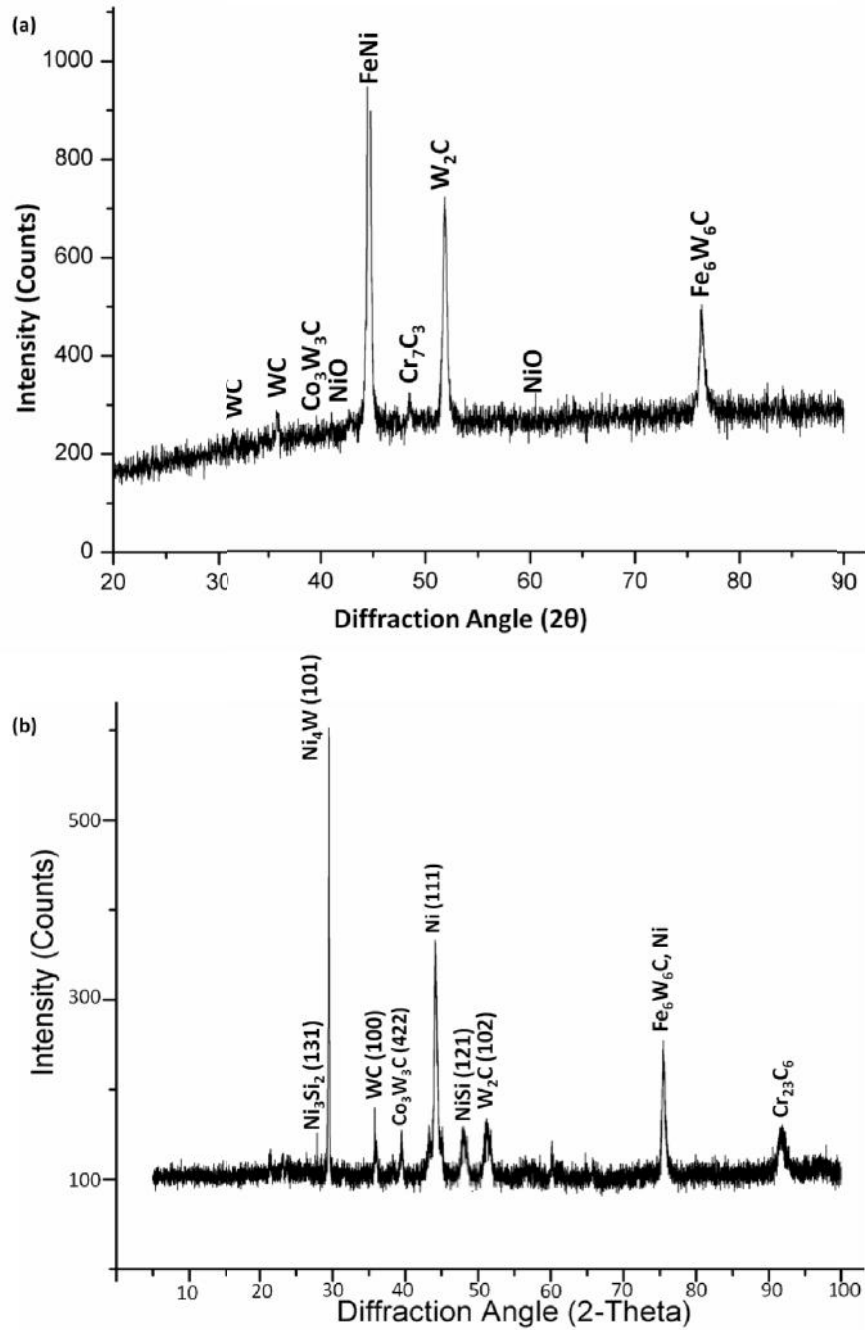 (a)
1000
800
600
400
200
0
Intensity (Counts)
WC
WC
Co₃W₃C
NiO
FeNi
Cr₇C₃
W₂C
NiO
Fe₆W₆C
20 30 40 50 60 70 80 90
Diffraction Angle (2θ)
(b)
500
300
100
Intensity (Counts)
Ni₃Si₂ (131)
Ni₄W (101)
WC (100)
Co₃W₃C (422)
Ni (111)
NiSi (121)
W₂C (102)
Fe₆W₆C, Ni
Cr₂₃C₆
10 20 30 40 50 60 70 80 90 100
Diffraction Angle (2-Theta)